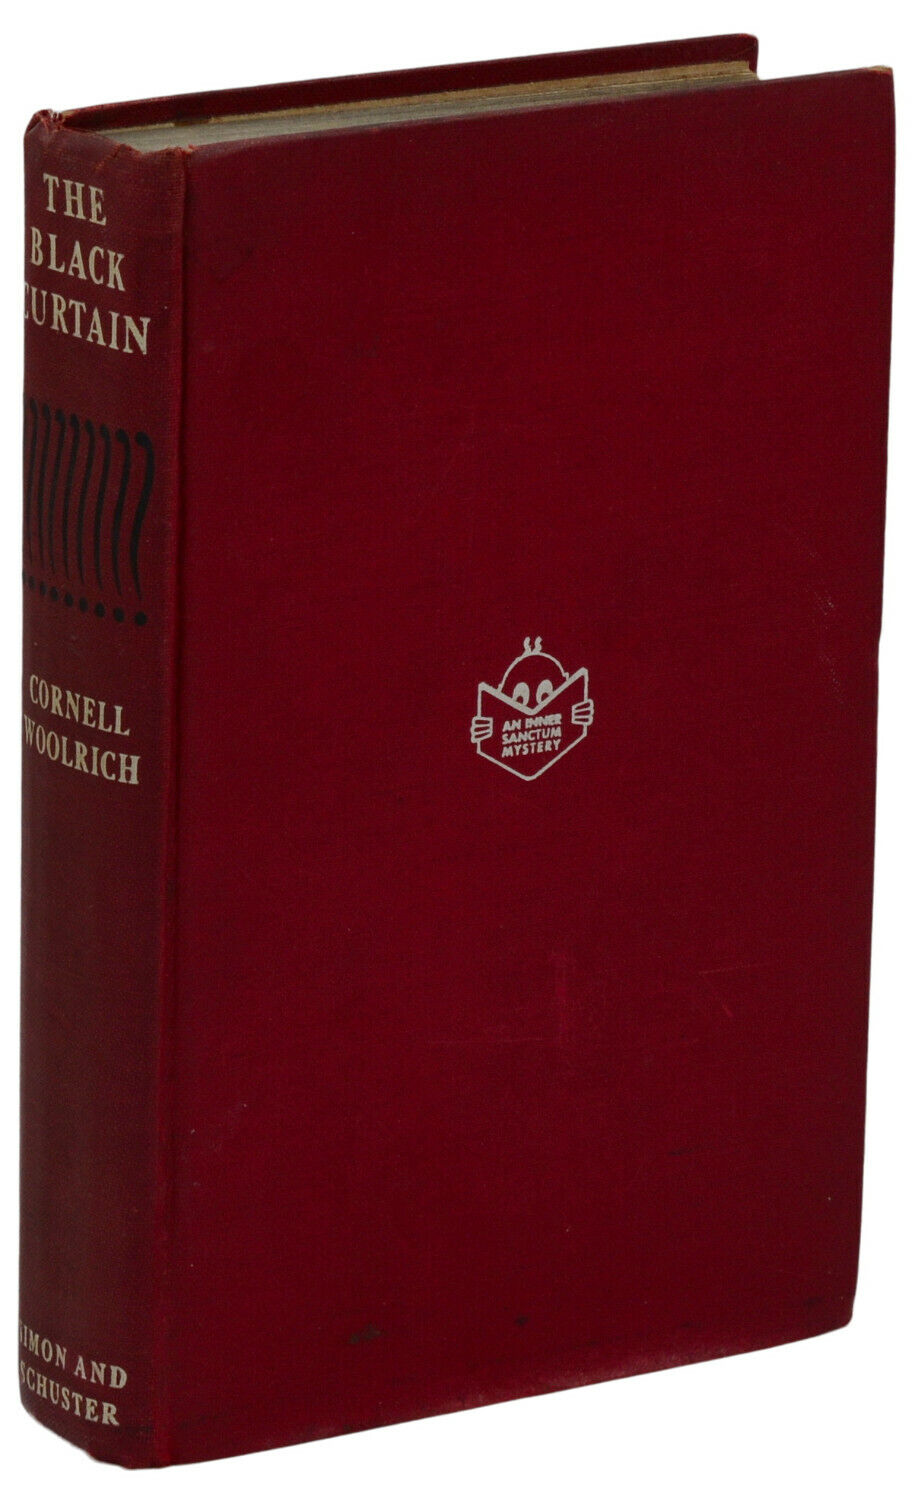 THE
BLACK
CURTAIN
CORNELL
WOOLRICH
SIMON AND
SCHUSTER
AN INNER
SANCTUM
MYSTERY